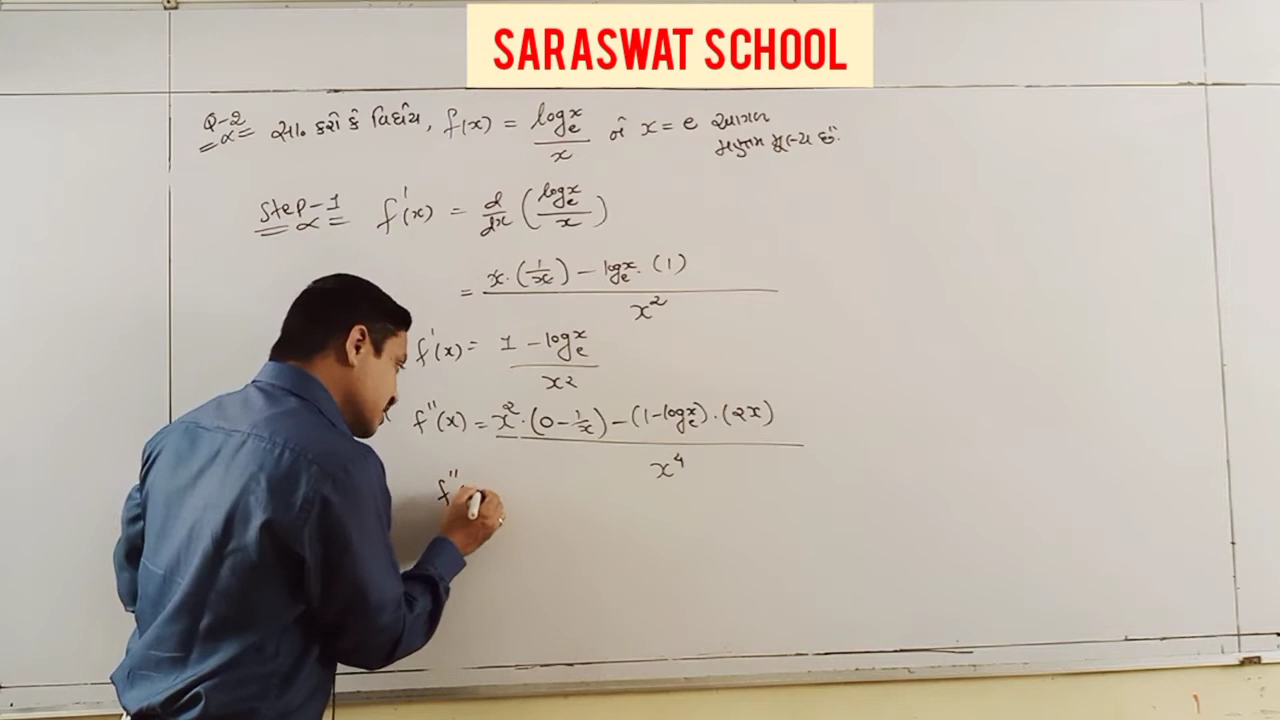 SARASWAT SCHOOL
Q-2 સા. કરો કે વિધેય, f(x) = logₑx / x ને x = e આગળ
મહત્તમ મૂલ્ય છે.
Step-1 f'(x) = d/dx (logₑx / x)
= x·(1/x) - logₑx·(1) / x²
f'(x) = 1 - logₑx / x²
f''(x) = x²·(0 - 1/x) - (1 - logₑx)·(2x) / x⁴
f''